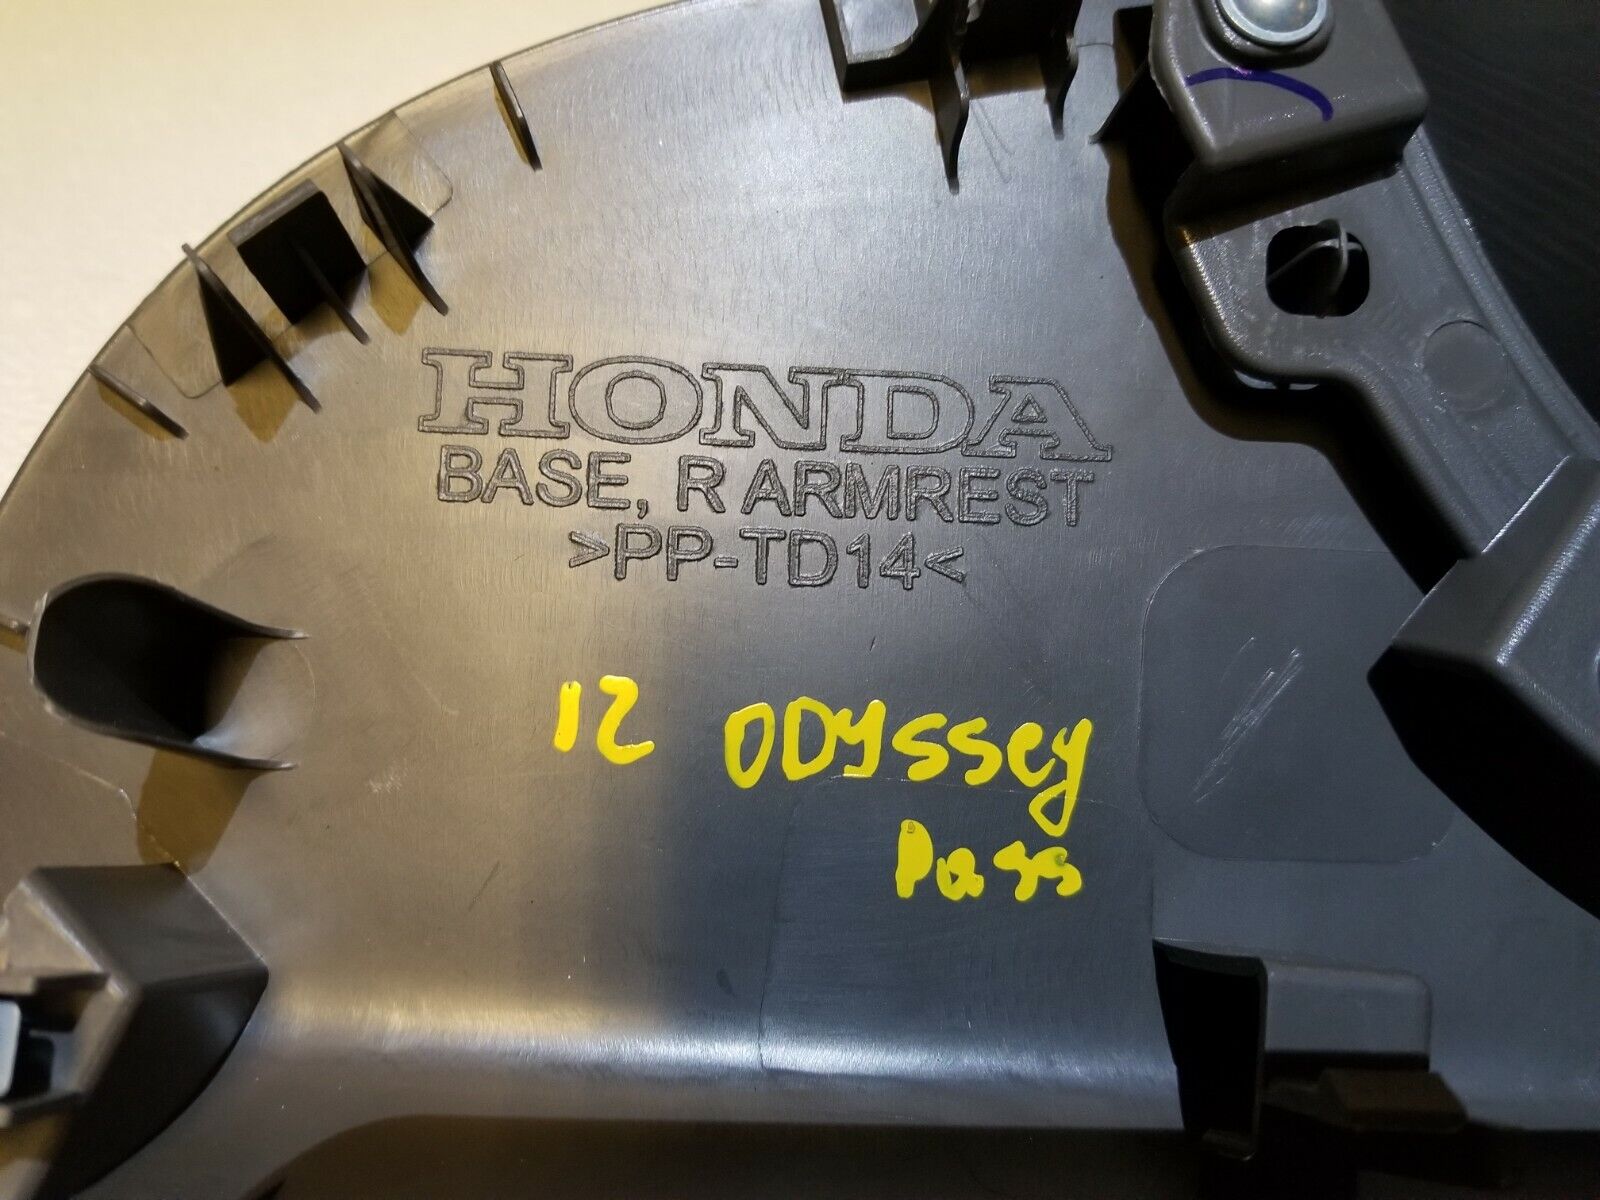 HONDA
BASE, R ARMREST
>PP-TD14<
12 ODYSSEy
Pass